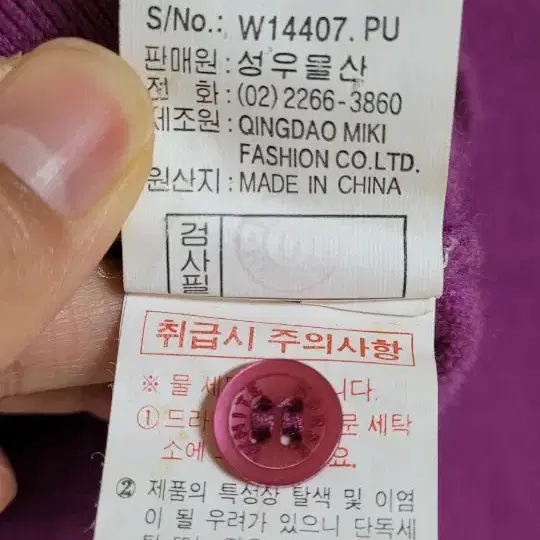 S/No.: W14407. PU
판매원 : 성우물산
전 화 : (02) 2266-3860
제조원 : QINGDAO MIKI
FASHION CO.LTD.
원산지 : MADE IN CHINA
검사필
취급시 주의사항
※ 물
① 드라 세탁
소에
② 제품의 특성상 탈색 및 이염
이 될 우려가 있으니 단독세